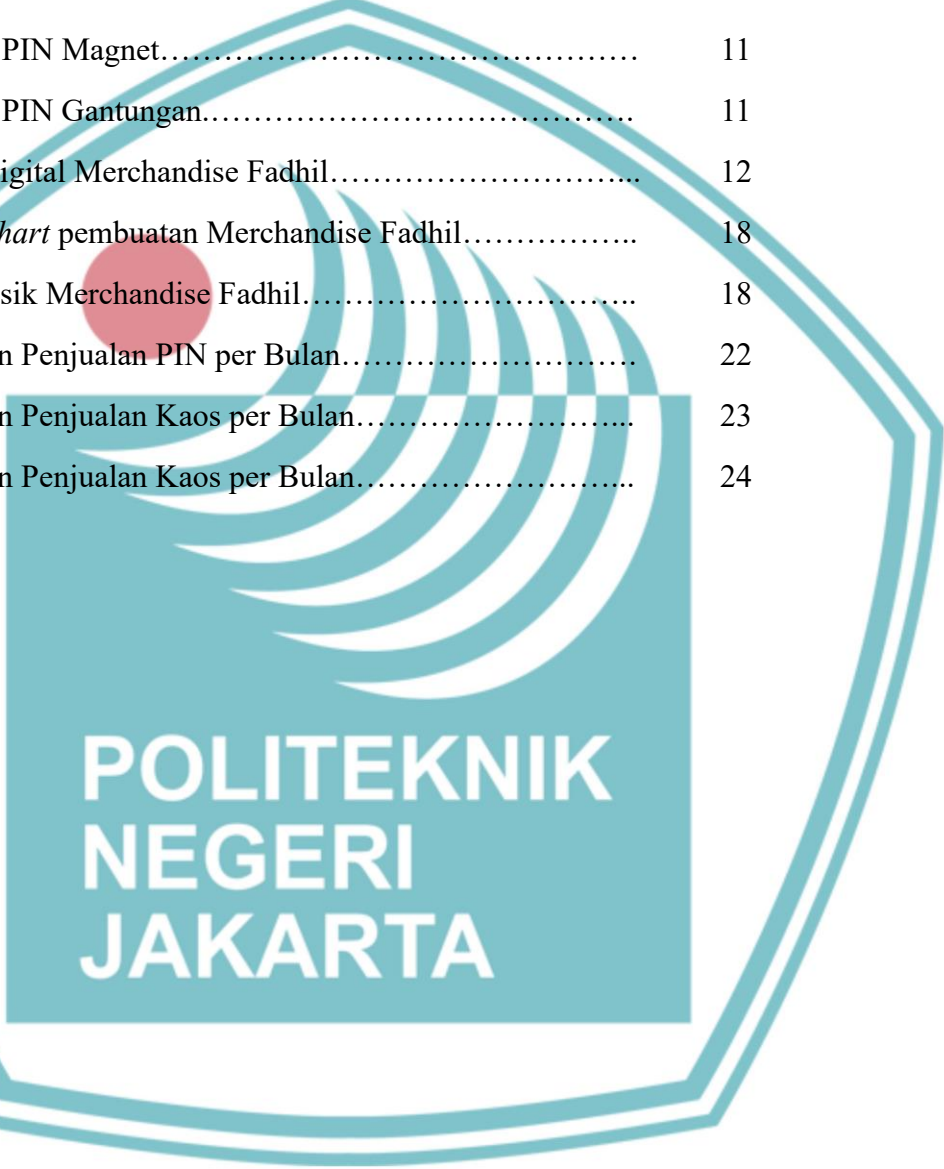 PIN Magnet………………………………………… 11
PIN Gantungan.……………………………………. 11
igital Merchandise Fadhil………………………... 12
hart pembuatan Merchandise Fadhil…………….. 18
sik Merchandise Fadhil………………………….. 18
n Penjualan PIN per Bulan………………………. 22
n Penjualan Kaos per Bulan……………………... 23
n Penjualan Kaos per Bulan……………………... 24
POLITEKNIK
NEGERI
JAKARTA